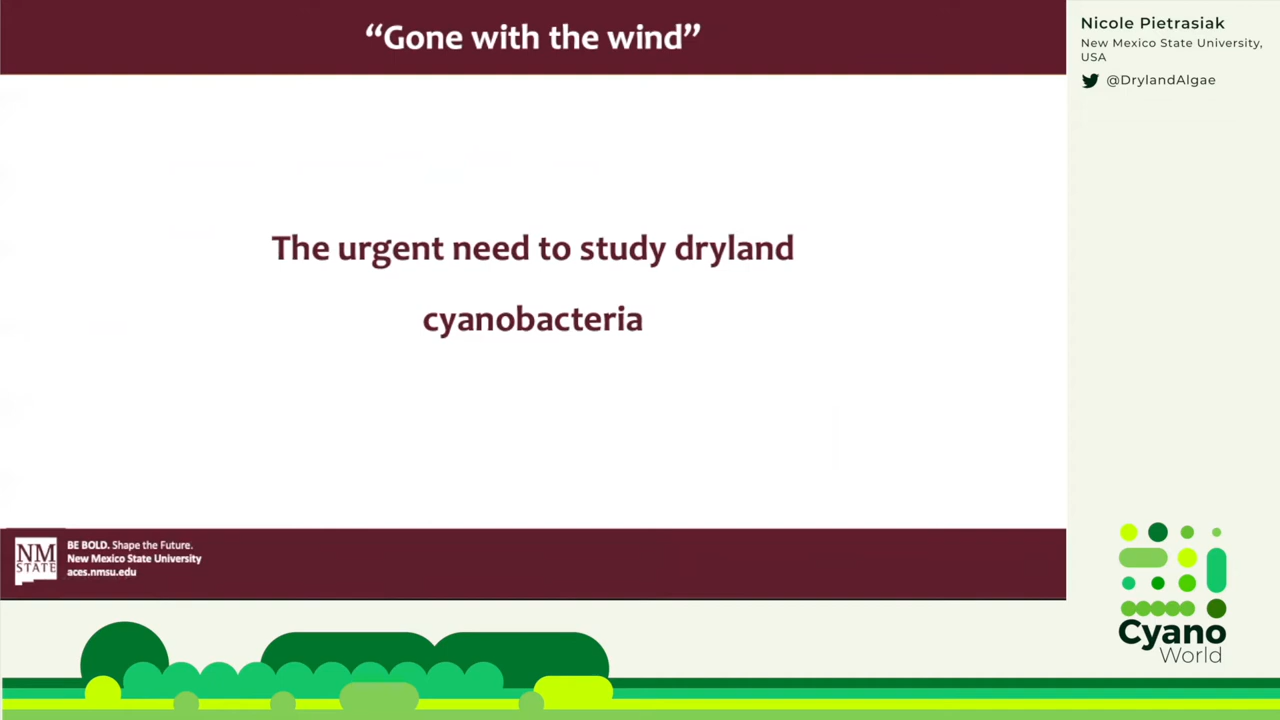 “Gone with the wind”
The urgent need to study dryland
cyanobacteria
NM
STATE
BE BOLD. Shape the Future.
New Mexico State University
aces.nmsu.edu
Nicole Pietrasiak
New Mexico State University,
USA
@DrylandAlgae
Cyano
World